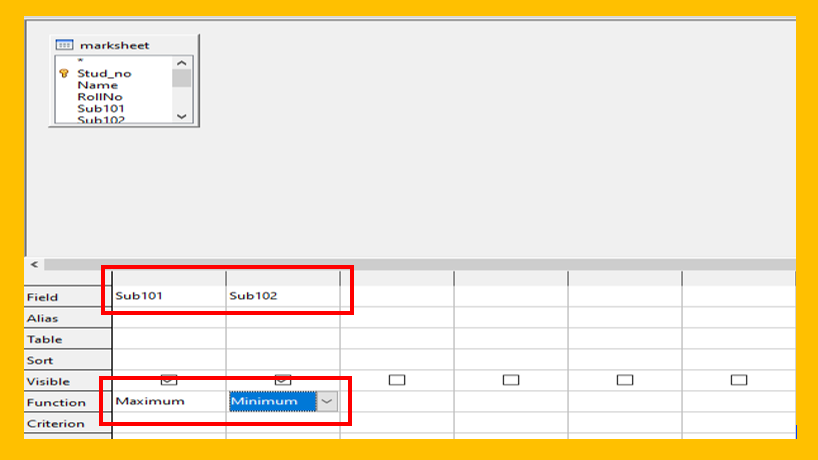 marksheet
*
Stud_no
Name
RollNo
Sub101
Sub102
<
Field Sub101 Sub102
Alias
Table
Sort
Visible
Function Maximum Minimum
Criterion